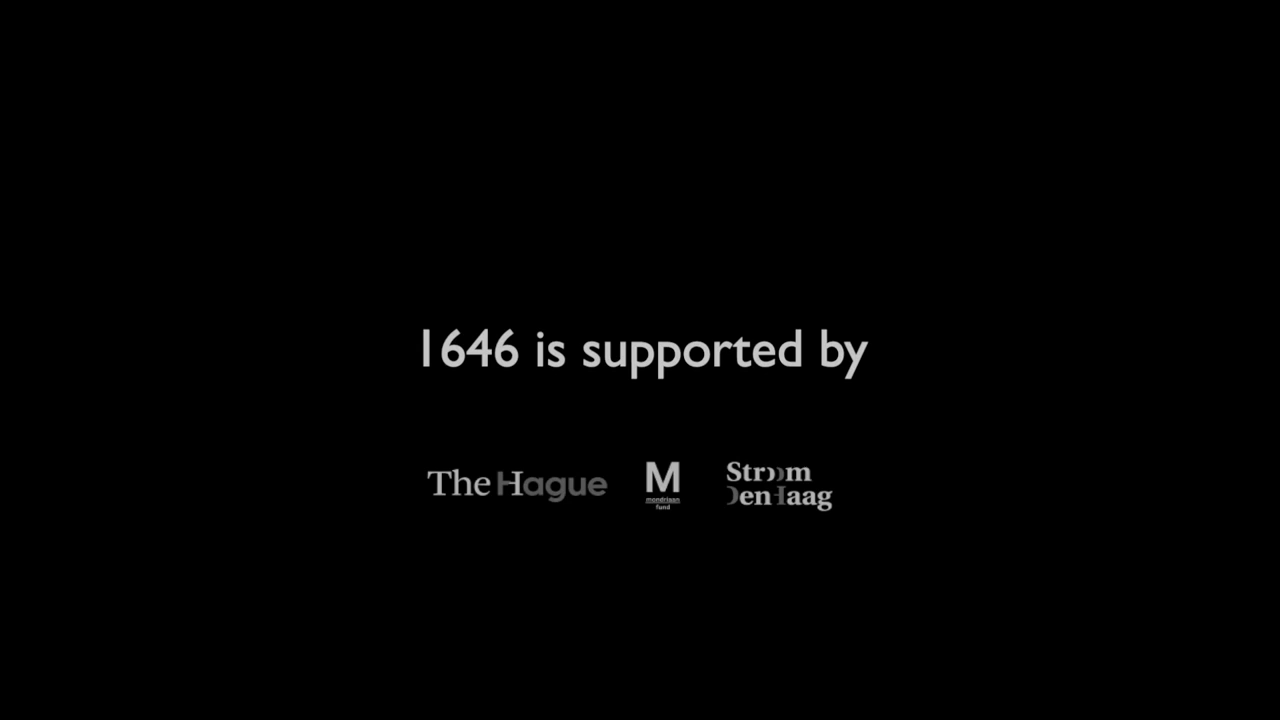 1646 is supported by
The Hague
M
mondriaan
fund
Stroom
Den Haag